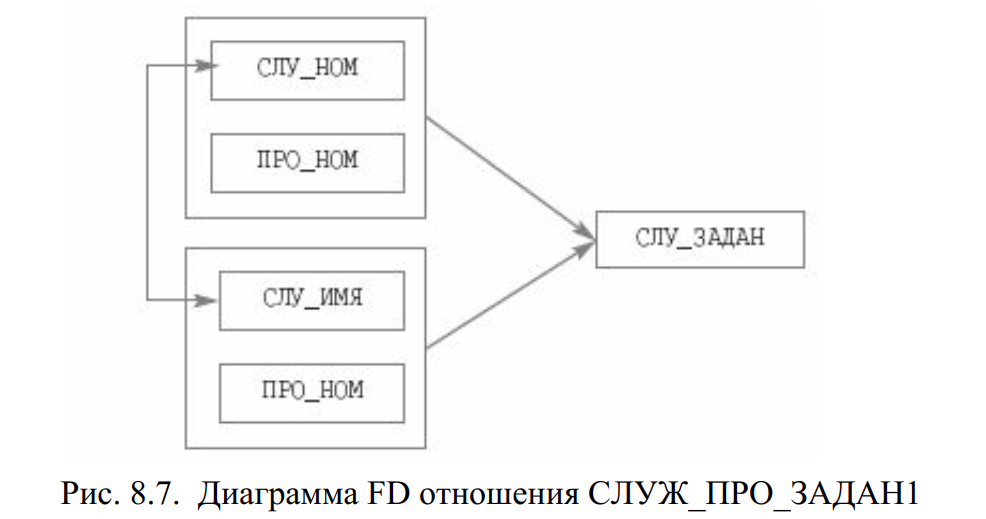 СЛУ_НОМ
ПРО_НОМ
СЛУ_ЗАДАН
СЛУ_ИМЯ
ПРО_НОМ
Рис. 8.7. Диаграмма FD отношения СЛУЖ_ПРО_ЗАДАН1